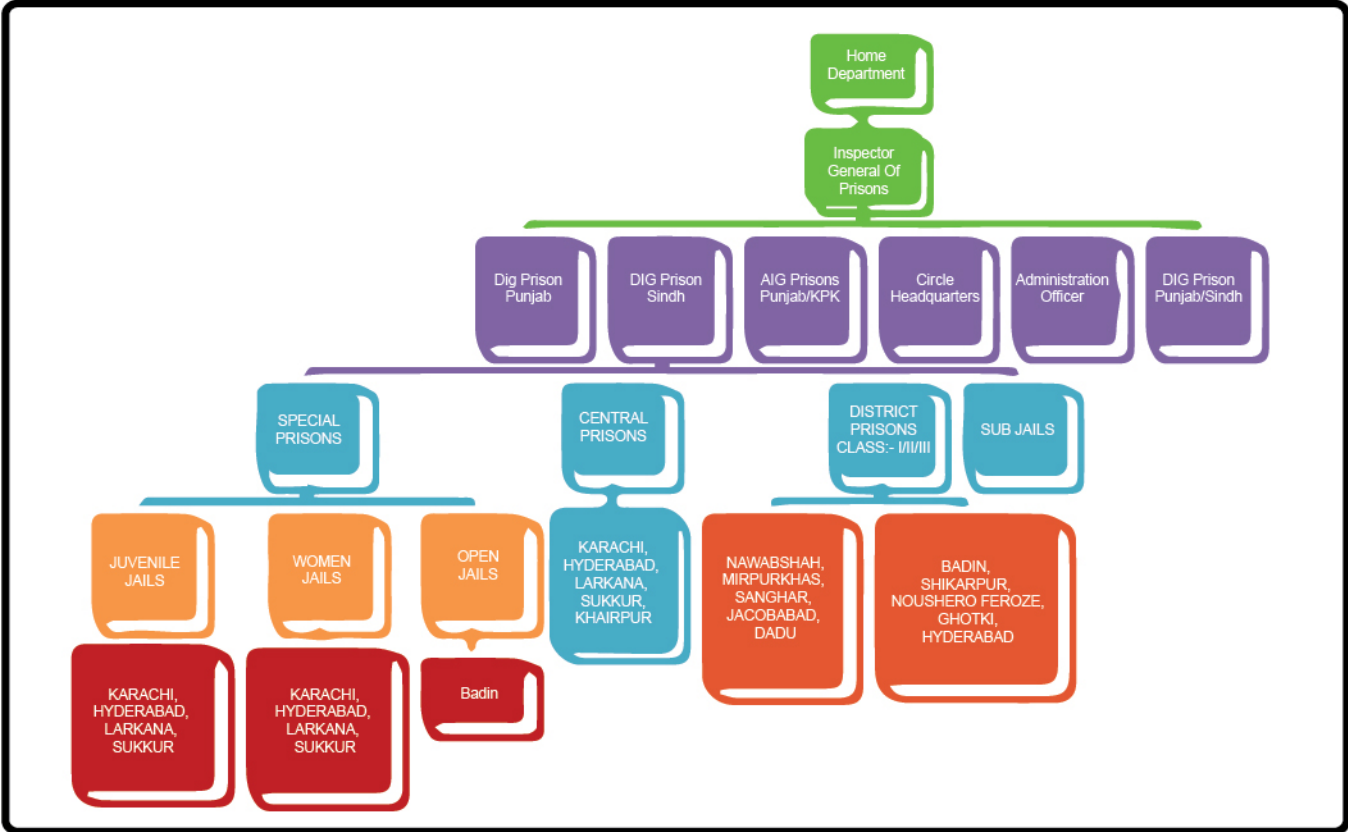 Home
Department
Inspector
General Of
Prisons
Dig Prison
Punjab
DIG Prison
Sindh
AIG Prisons
Punjab/KPK
Circle
Headquarters
Administration
Officer
DIG Prison
Punjab/Sindh
SPECIAL
PRISONS
CENTRAL
PRISONS
DISTRICT
PRISONS
CLASS:- I/II/III
SUB JAILS
JUVENILE
JAILS
WOMEN
JAILS
OPEN
JAILS
KARACHI,
HYDERABAD,
LARKANA,
SUKKUR,
KHAIRPUR
NAWABSHAH,
MIRPURKHAS,
SANGHAR,
JACOBABAD,
DADU
BADIN,
SHIKARPUR,
NOUSHERO FEROZE,
GHOTKI,
HYDERABAD
KARACHI,
HYDERABAD,
LARKANA,
SUKKUR
KARACHI,
HYDERABAD,
LARKANA,
SUKKUR
Badin